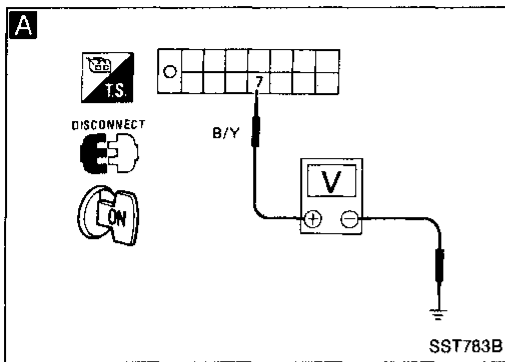 A
T.S.
7
DISCONNECT
B/Y
V
ON
SST783B